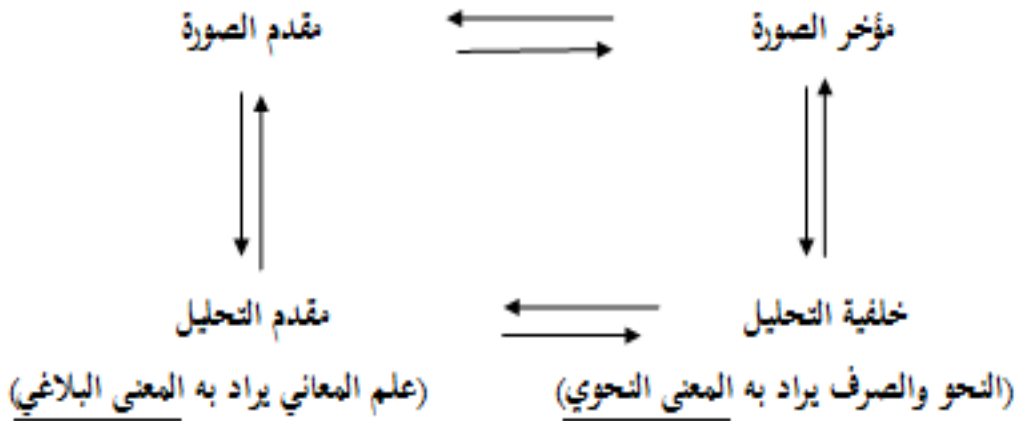 مؤخر الصورة مقدم الصورة
خلفية التحليل مقدم التحليل
(النحو والصرف يراد به المعنى النحوي) (علم المعاني يراد به المعنى البلاغي)